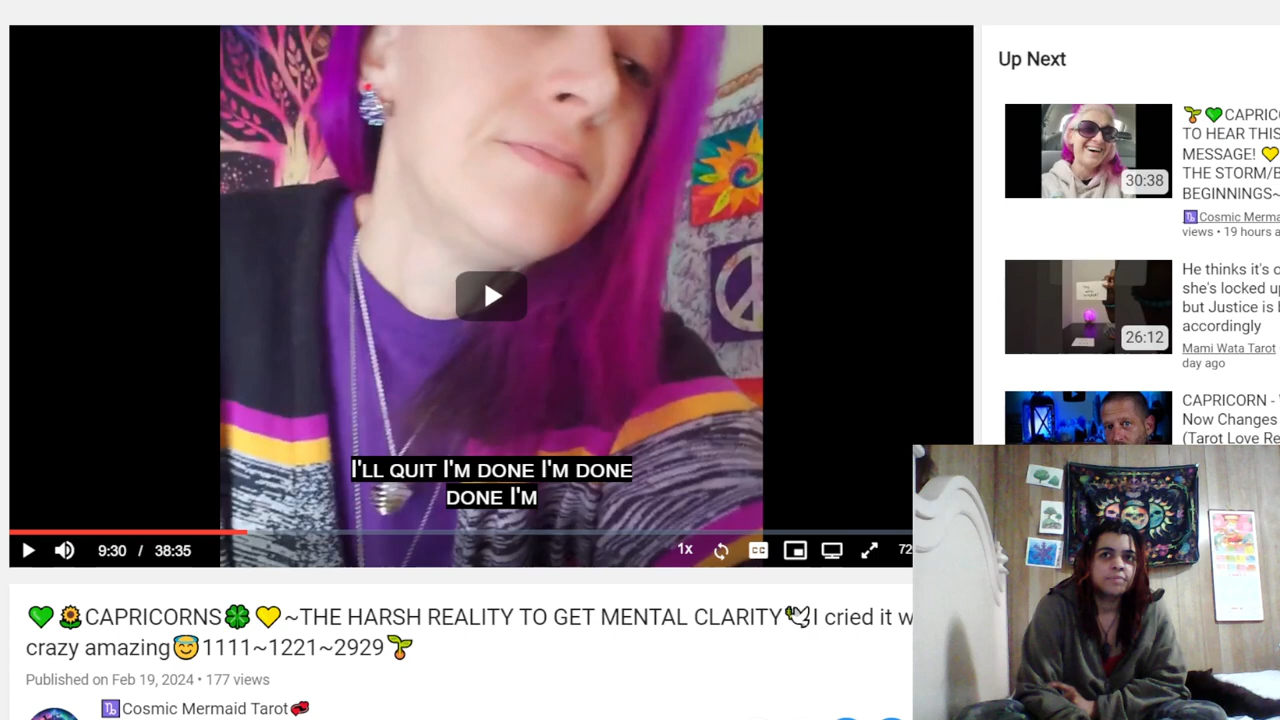 I'LL QUIT I'M DONE I'M DONE
DONE I'M
9:30 / 38:35
1x
CC
72
💚🌻CAPRICORNS🍀💛~THE HARSH REALITY TO GET MENTAL CLARITY🕊I cried it w
crazy amazing😇1111~1221~2929🌱
Published on Feb 19, 2024 • 177 views
♑Cosmic Mermaid Tarot💋
Up Next
🌱💚CAPRIC
TO HEAR THIS
MESSAGE! 💛
THE STORM/B
BEGINNINGS~
30:38
♑Cosmic Merma
views • 19 hours a
He thinks it's o
she's locked up
but Justice is b
accordingly
26:12
Mami Wata Tarot
day ago
CAPRICORN -
Now Changes
(Tarot Love Re